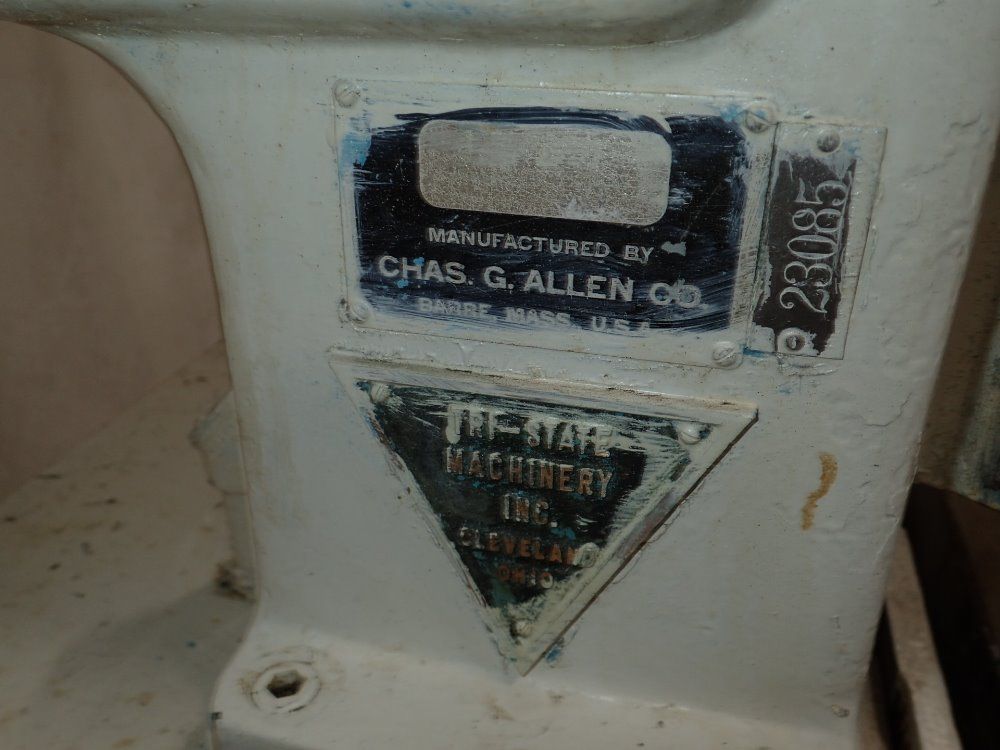 MANUFACTURED BY
CHAS. G. ALLEN CO.
BARRE, MASS. U.S.A.
23085
TRI-STATE
MACHINERY
INC.
CLEVELAND
OHIO